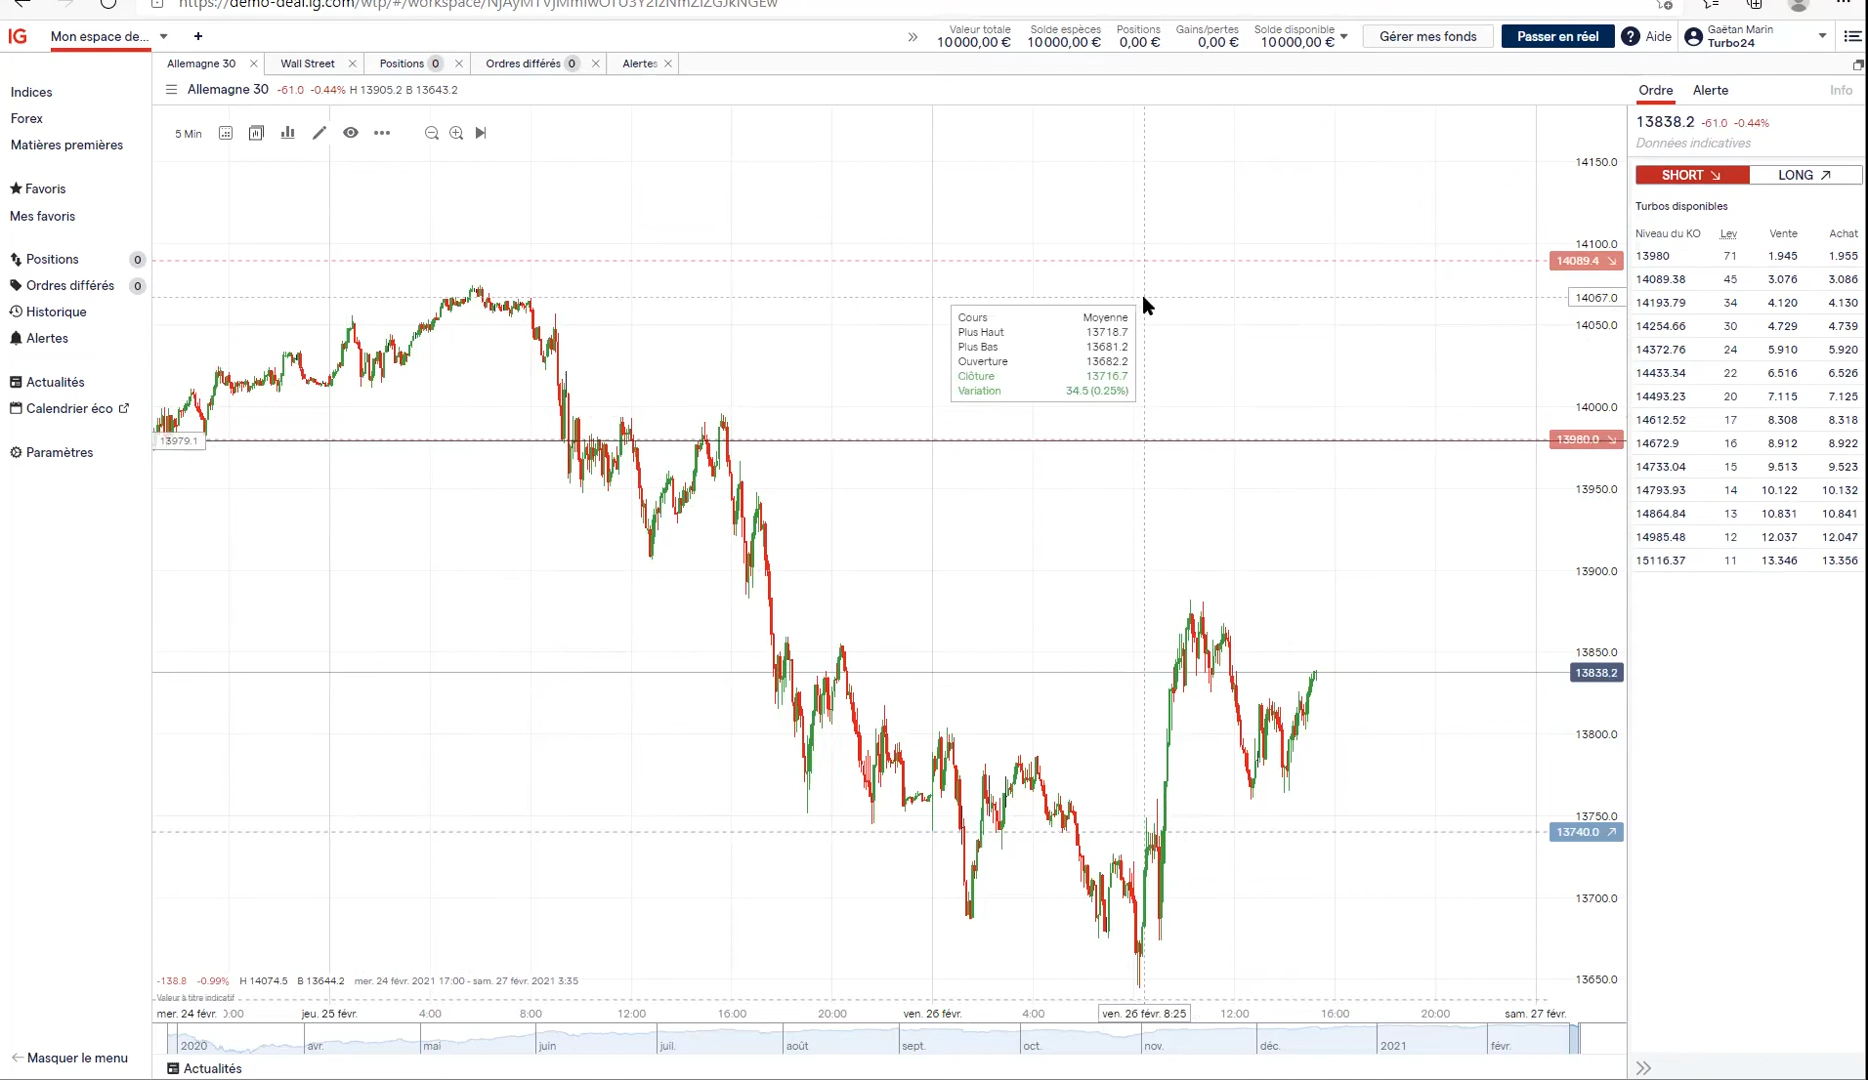 IG
Mon espace de...
+
Valeur totale
10000,00 €
Solde espèces
10000,00 €
Positions
0,00 €
Gains/pertes
0,00 €
Solde disponible
10000,00 €
Gérer mes fonds
Passer en réel
? Aide
Gaëtan Marin
Turbo24
Allemagne 30
Wall Street
Positions 0
Ordres différés 0
Alertes
Allemagne 30 -61.0 -0.44% H 13905.2 B 13643.2
Indices
Forex
Matières premières
Favoris
Mes favoris
Positions 0
Ordres différés 0
Historique
Alertes
Actualités
Calendrier éco
Paramètres
Masquer le menu
5 Min
14150.0
14100.0
14089.4
14067.0
14050.0
14000.0
13980.0
13950.0
13900.0
13850.0
13838.2
13800.0
13750.0
13740.0
13700.0
13650.0
13979.1
Cours Moyenne
Plus Haut 13718.7
Plus Bas 13681.2
Ouverture 13682.2
Clôture 13716.7
Variation 34.5 (0.25%)
-138.8 -0.99% H 14074.5 B 13644.2 mer. 24 févr. 2021 17:00 - sam. 27 févr. 2021 3:35
Valeur à titre indicatif
mer. 24 févr. jeu. 25 févr. 4:00 8:00 12:00 16:00 20:00 ven. 26 févr. 4:00 ven. 26 févr. 8:25 12:00 16:00 20:00 sam. 27 févr.
2020 avr. mai juin juil. août sept. oct. nov. déc. 2021 févr.
Actualités
Ordre Alerte Info
13838.2 -61.0 -0.44%
Données indicatives
SHORT LONG
Turbos disponibles
Niveau du KO Lev Vente Achat
13980 71 1.945 1.955
14089.38 45 3.076 3.086
14193.79 34 4.120 4.130
14254.66 30 4.729 4.739
14372.76 24 5.910 5.920
14433.34 22 6.516 6.526
14493.23 20 7.115 7.125
14612.52 17 8.308 8.318
14672.9 16 8.912 8.922
14733.04 15 9.513 9.523
14793.93 14 10.122 10.132
14864.84 13 10.831 10.841
14985.48 12 12.037 12.047
15116.37 11 13.346 13.356